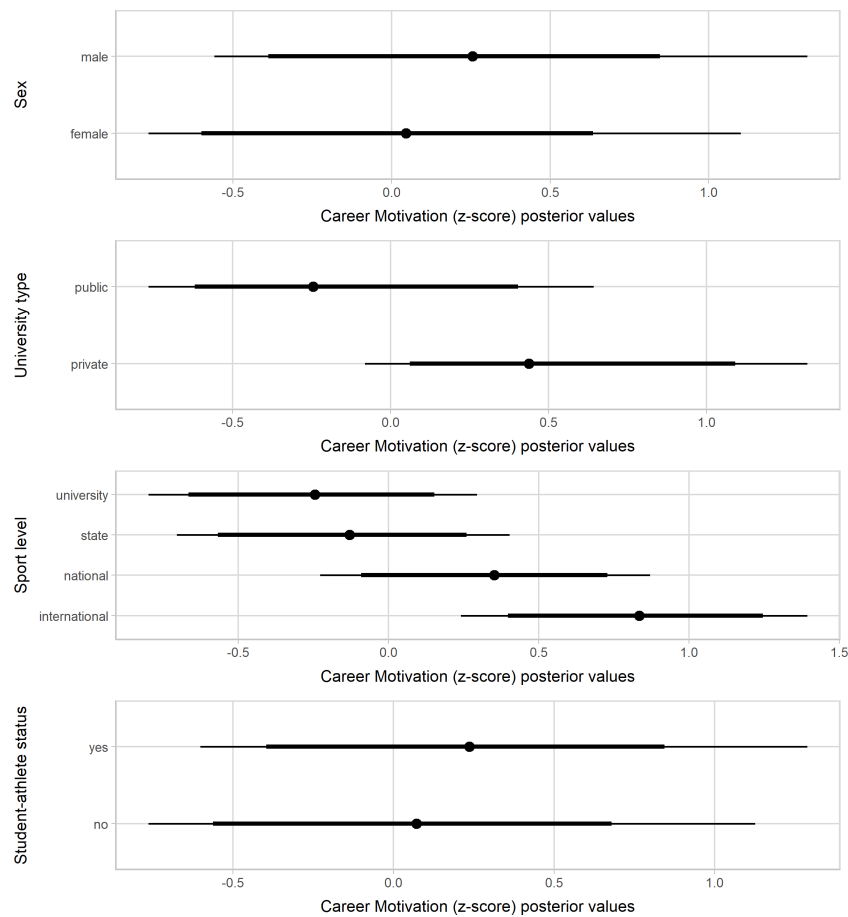 Sex
male
female
-0.5 0.0 0.5 1.0
Career Motivation (z-score) posterior values
University type
public
private
-0.5 0.0 0.5 1.0
Career Motivation (z-score) posterior values
Sport level
university
state
national
international
-0.5 0.0 0.5 1.0 1.5
Career Motivation (z-score) posterior values
Student-athlete status
yes
no
-0.5 0.0 0.5 1.0
Career Motivation (z-score) posterior values